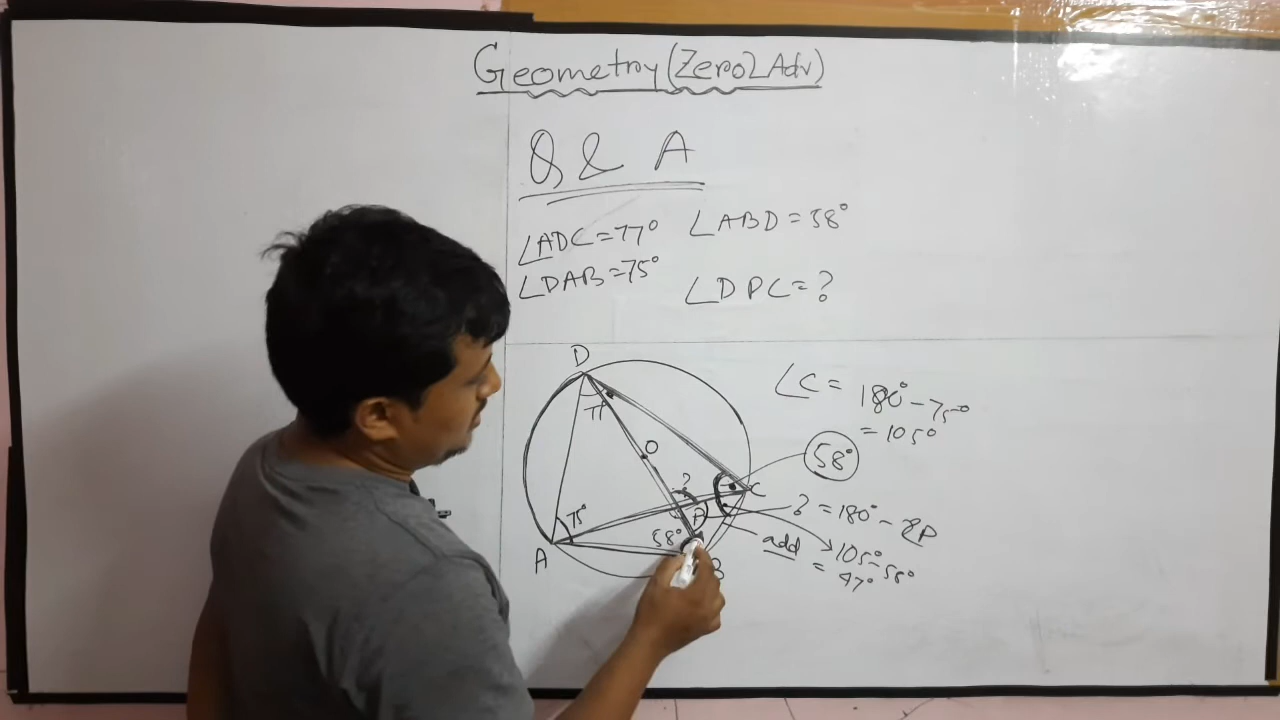 Geometry (Zero2Adv)
Q & A
∠ADC=77° ∠ABD=58°
∠DAB=75°
∠DPC=?
D
77°
O
?
C
P
75°
58°
A
B
∠C = 180°-75°
= 105°
58°
? = 180° -
add
105°-58°
= 47°